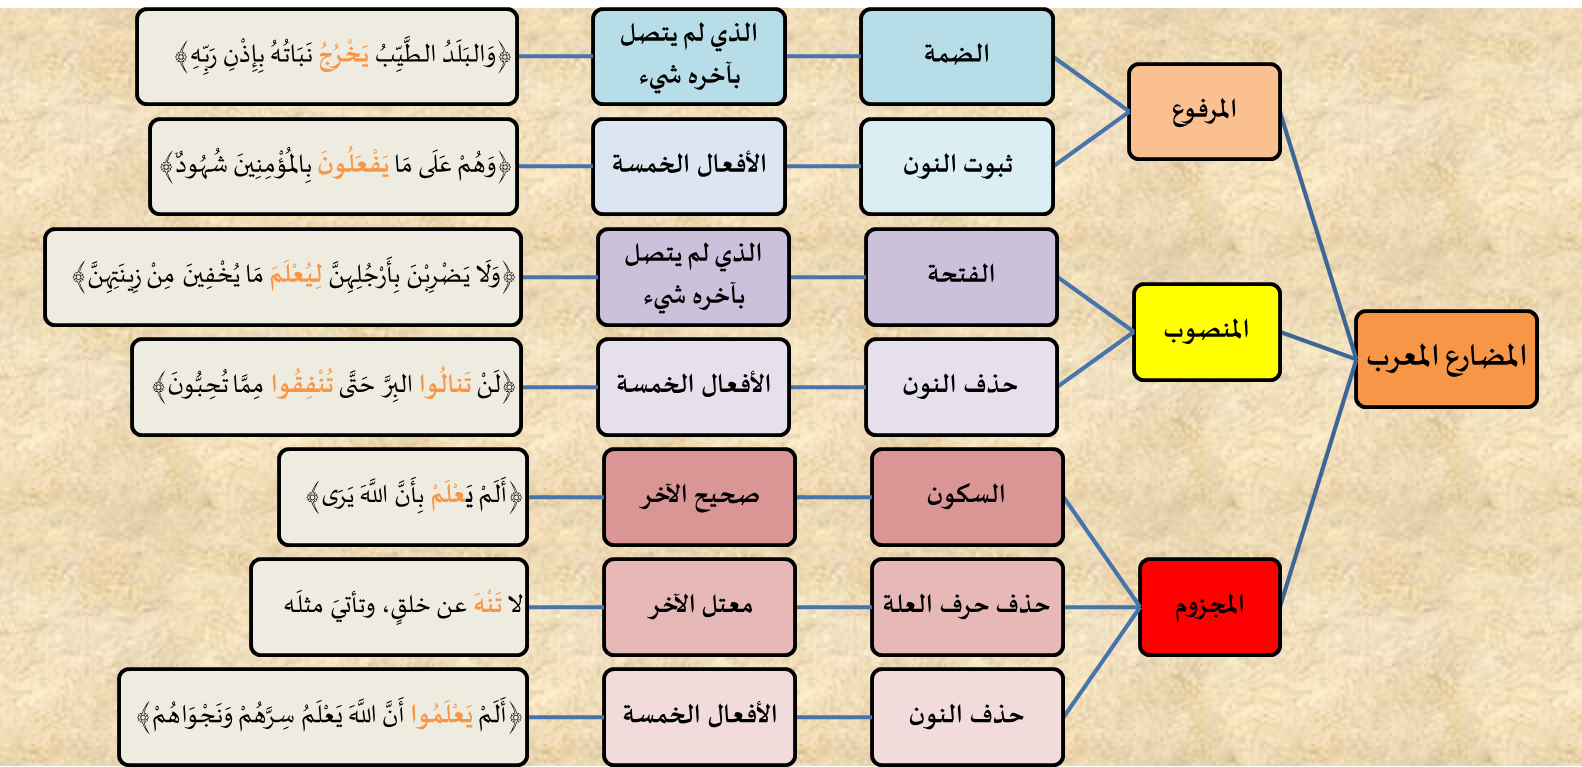 المضارع المعرب
المرفوع
الضمة
الذي لم يتصل
بآخره شيء
﴿وَالبَلَدُ الطَّيِّبُ يَخْرُجُ نَبَاتُهُ بِإِذْنِ رَبِّهِ﴾
ثبوت النون
الأفعال الخمسة
﴿وَهُمْ عَلَى مَا يَفْعَلُونَ بِالمُؤْمِنِينَ شُهُودٌ﴾
المنصوب
الفتحة
الذي لم يتصل
بآخره شيء
﴿وَلَا يَضْرِبْنَ بِأَرْجُلِهِنَّ لِيُعْلَمَ مَا يُخْفِينَ مِنْ زِينَتِهِنَّ﴾
حذف النون
الأفعال الخمسة
﴿لَنْ تَنالُوا البِرَّ حَتَّى تُنْفِقُوا مِمَّا تُحِبُّونَ﴾
المجزوم
السكون
صحيح الآخر
﴿أَلَمْ يَعْلَمْ بِأَنَّ اللَّهَ يَرَى﴾
حذف حرف العلة
معتل الآخر
لا تَنْهَ عن خلقٍ، وتأتيَ مثلَه
حذف النون
الأفعال الخمسة
﴿أَلَمْ يَعْلَمُوا أَنَّ اللَّهَ يَعْلَمُ سِرَّهُمْ وَنَجْوَاهُمْ﴾